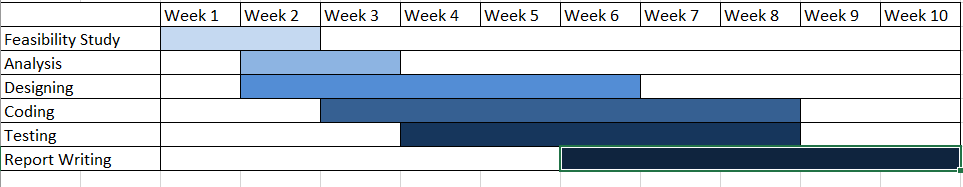 Week 1 Week 2 Week 3 Week 4 Week 5 Week 6 Week 7 Week 8 Week 9 Week 10
Feasibility Study
Analysis
Designing
Coding
Testing
Report Writing